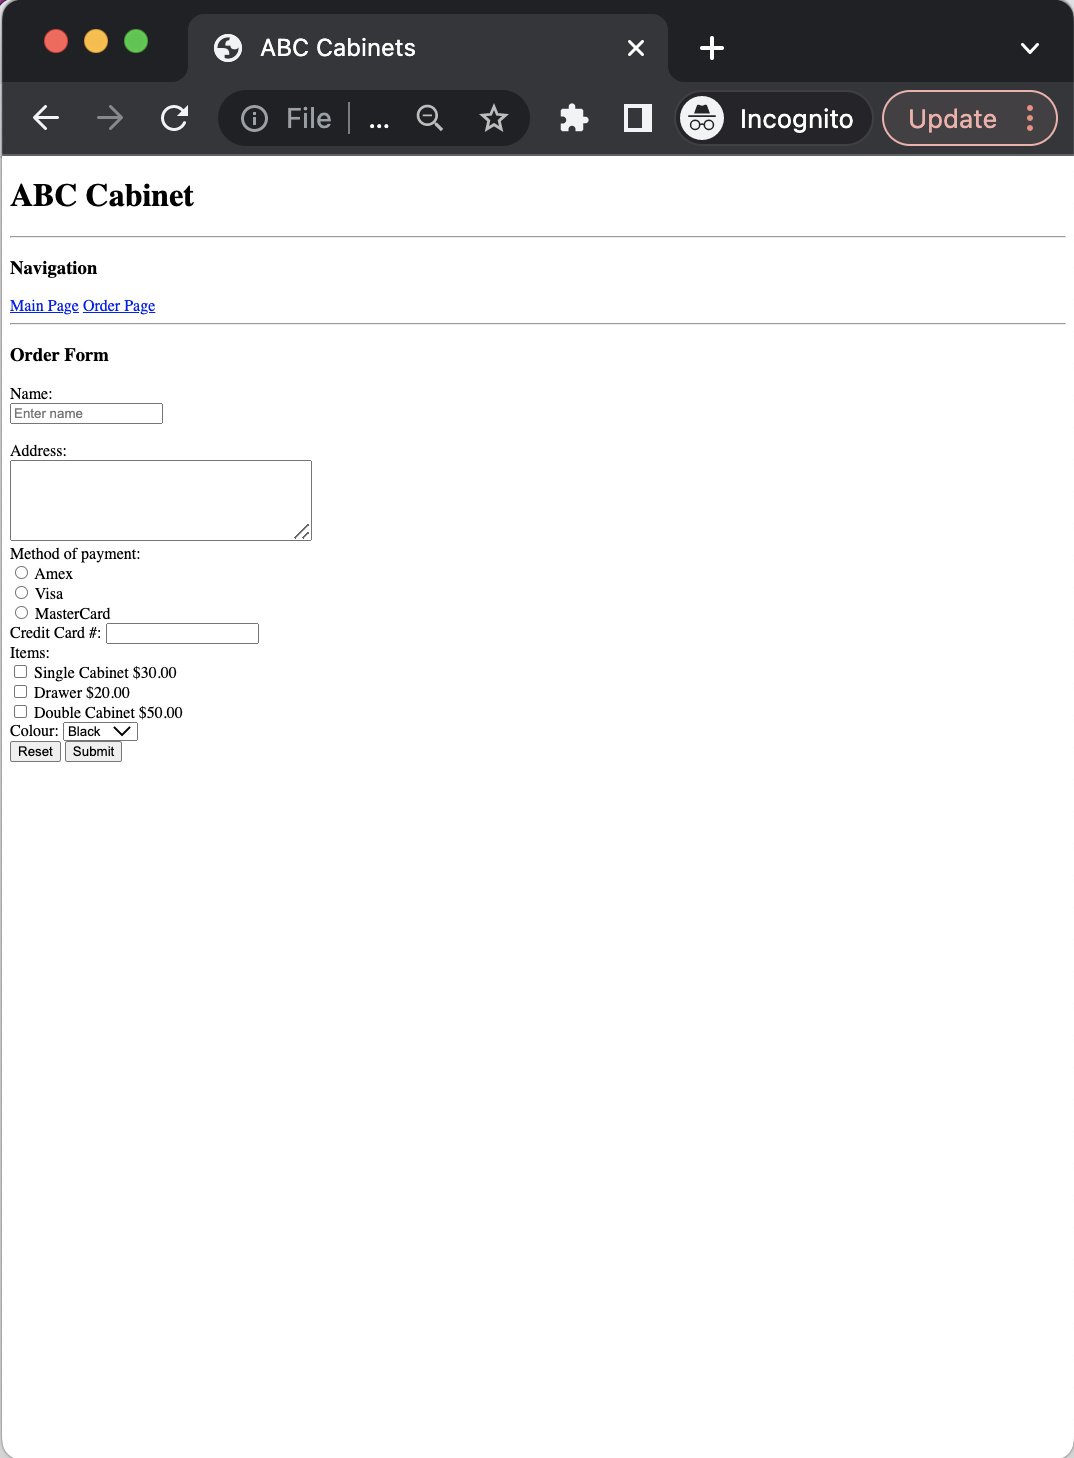 ABC Cabinets
File ... Incognito Update
ABC Cabinet
Navigation
Main Page Order Page
Order Form
Name:
Enter name
Address:
Method of payment:
Amex
Visa
MasterCard
Credit Card #:
Items:
Single Cabinet $30.00
Drawer $20.00
Double Cabinet $50.00
Colour: Black
Reset Submit